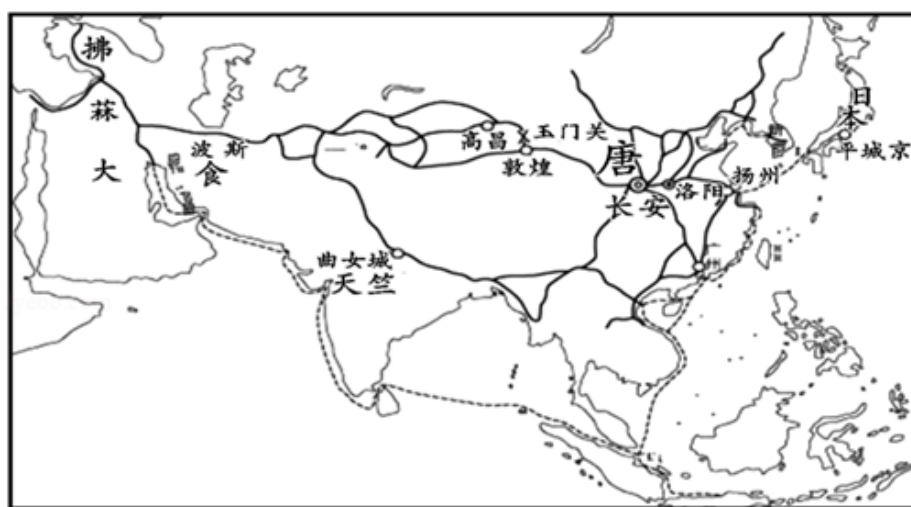 拂菻
大食
波斯
高昌
玉门关
敦煌
唐
长安
洛阳
扬州
日本
平城京
曲女城
天竺